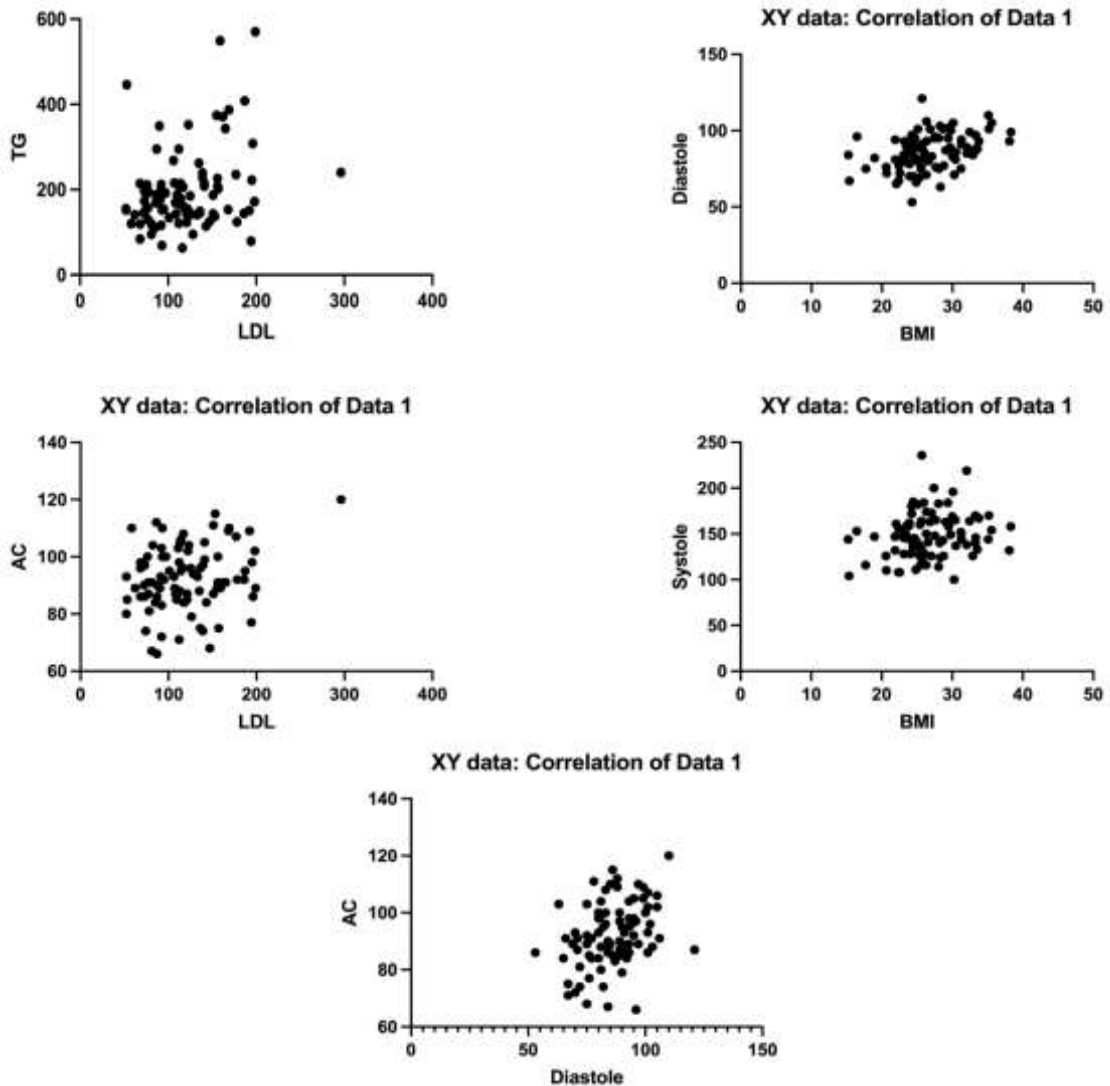 600
400
200
0
TG
0 100 200 300 400
LDL
XY data: Correlation of Data 1
150
100
50
0
Diastole
0 10 20 30 40 50
BMI
XY data: Correlation of Data 1
140
120
100
80
60
AC
0 100 200 300 400
LDL
XY data: Correlation of Data 1
250
200
150
100
50
0
Systole
0 10 20 30 40 50
BMI
XY data: Correlation of Data 1
140
120
100
80
60
AC
0 50 100 150
Diastole